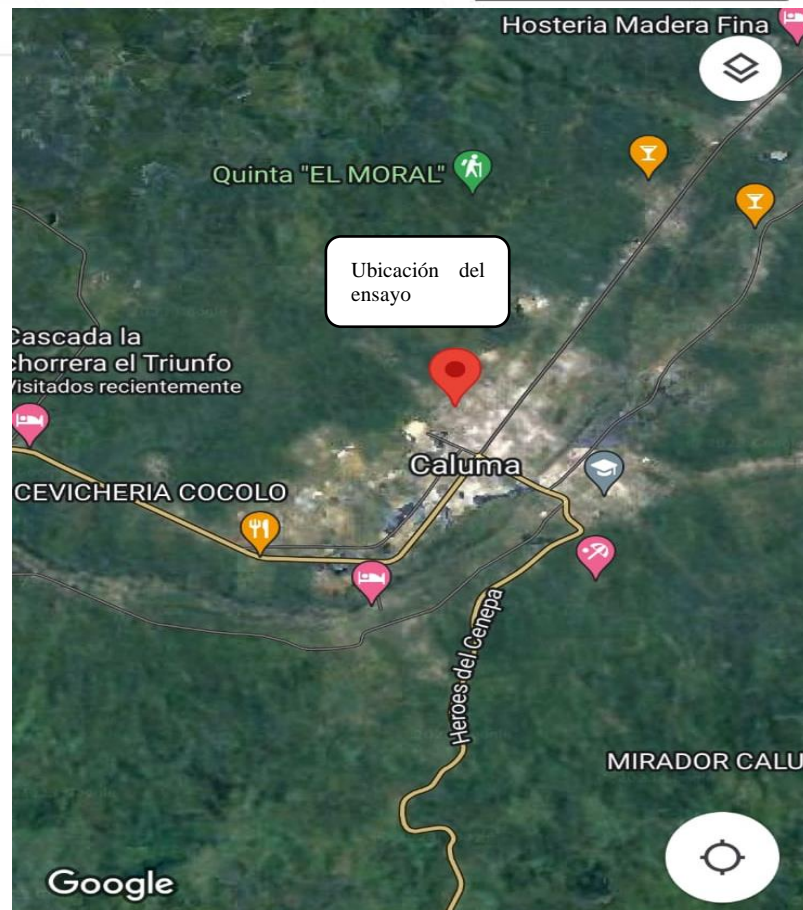 Hosteria Madera Fina
Quinta "EL MORAL"
Ubicación del
ensayo
Cascada la
chorrera el Triunfo
Visitados recientemente
Caluma
CEVICHERIA COCOLO
Heroes del Cenepa
MIRADOR CALU
Google